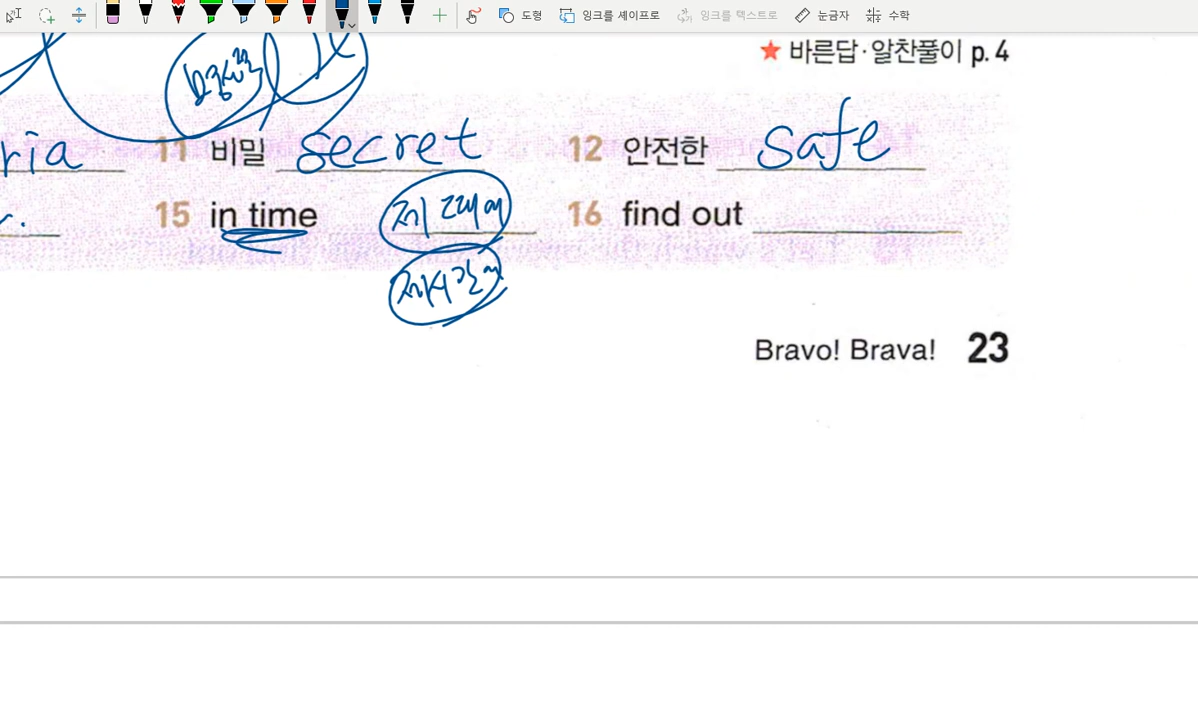 도형 잉크를 셰이프로 잉크를 텍스트로 눈금자 수학
★ 바른답·알찬풀이 p. 4
ria 11 비밀 secret 12 안전한 safe
r. 15 in time 제 때에 16 find out
제시간에
Bravo! Brava! 23